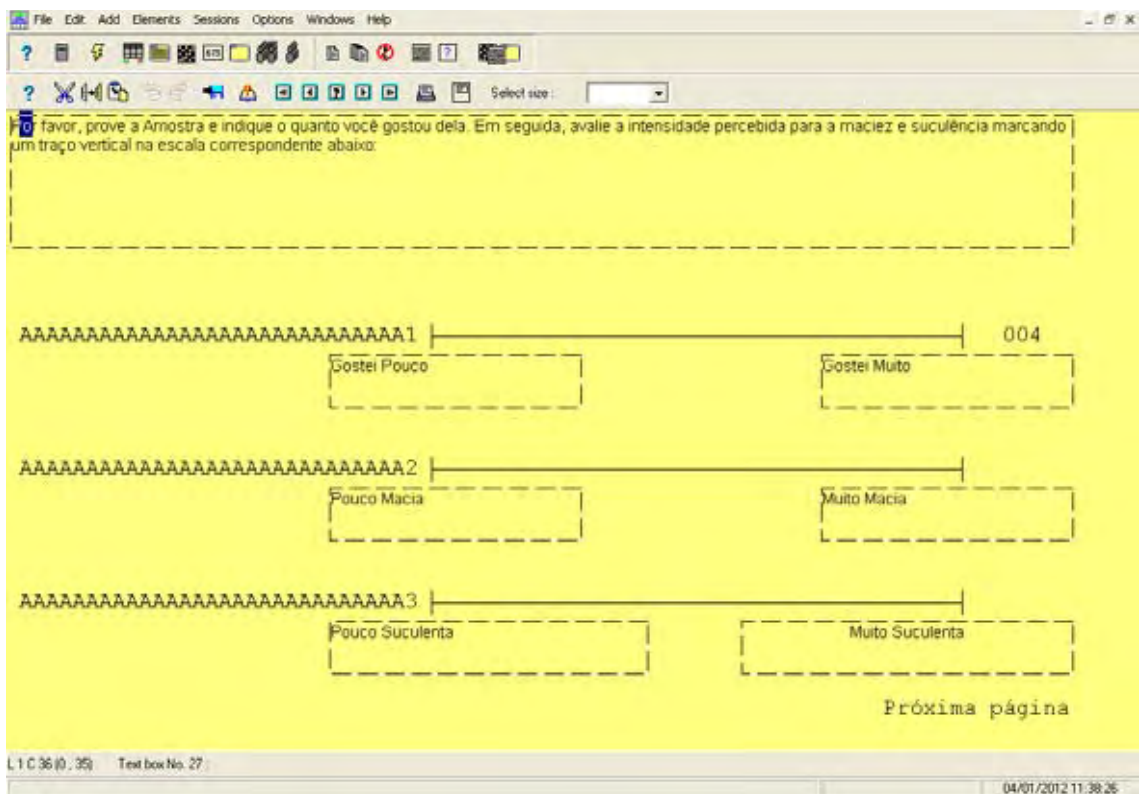 File Edit Add Elements Sessions Options Windows Help
Select size :
Por favor, prove a Amostra e indique o quanto você gostou dela. Em seguida, avalie a intensidade percebida para a maciez e suculência marcando
um traço vertical na escala correspondente abaixo:
AAAAAAAAAAAAAAAAAAAAAAAAAAAAA1 004
Gostei Pouco Gostei Muito
AAAAAAAAAAAAAAAAAAAAAAAAAAAAA2
Pouco Macia Muito Macia
AAAAAAAAAAAAAAAAAAAAAAAAAAAAA3
Pouco Suculenta Muito Suculenta
Próxima página
L 1 C 36 (0 , 35) Text box No. 27
04/01/2012 11:38:26